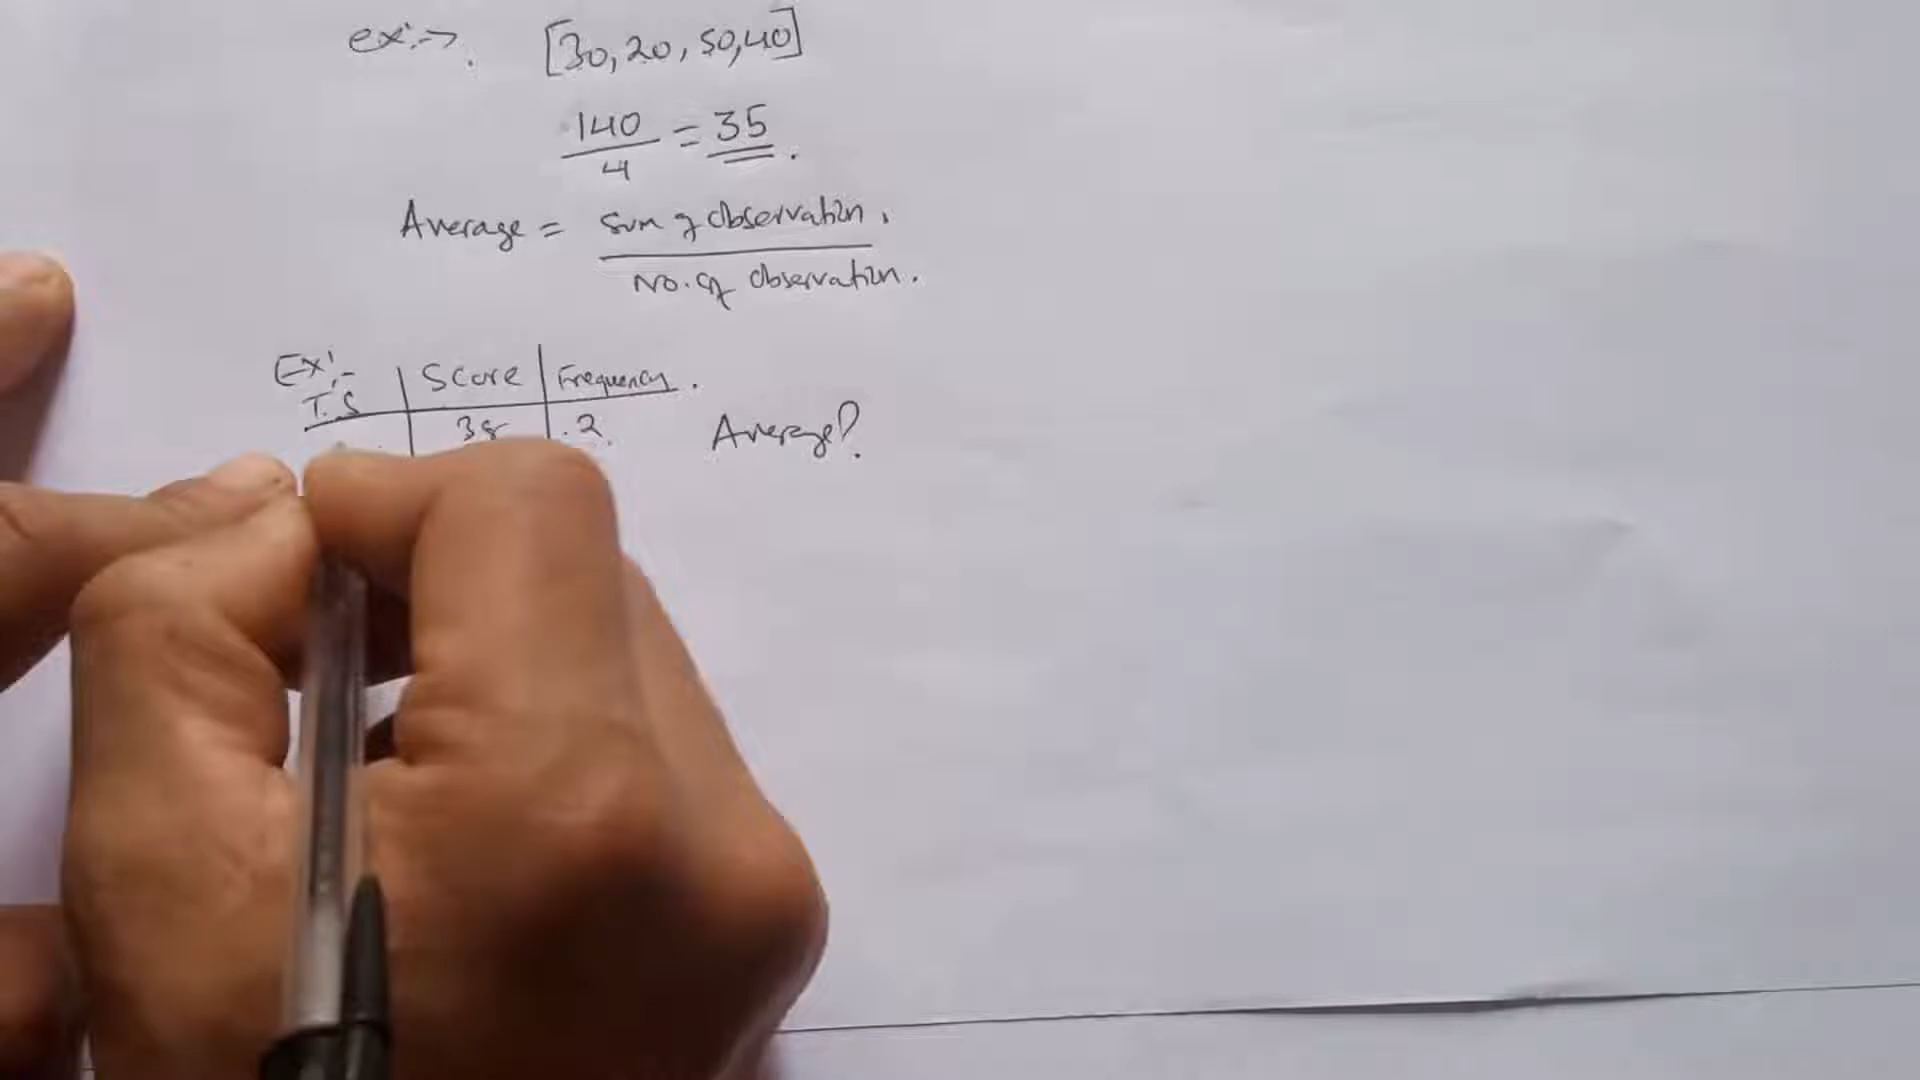 ex:→. [30, 20, 50, 40]
140/4 = 35.
Average = Sum of observation.
No. of observation.
Ex:-
T.S | Score | Frequency.
38 | 2
Average?